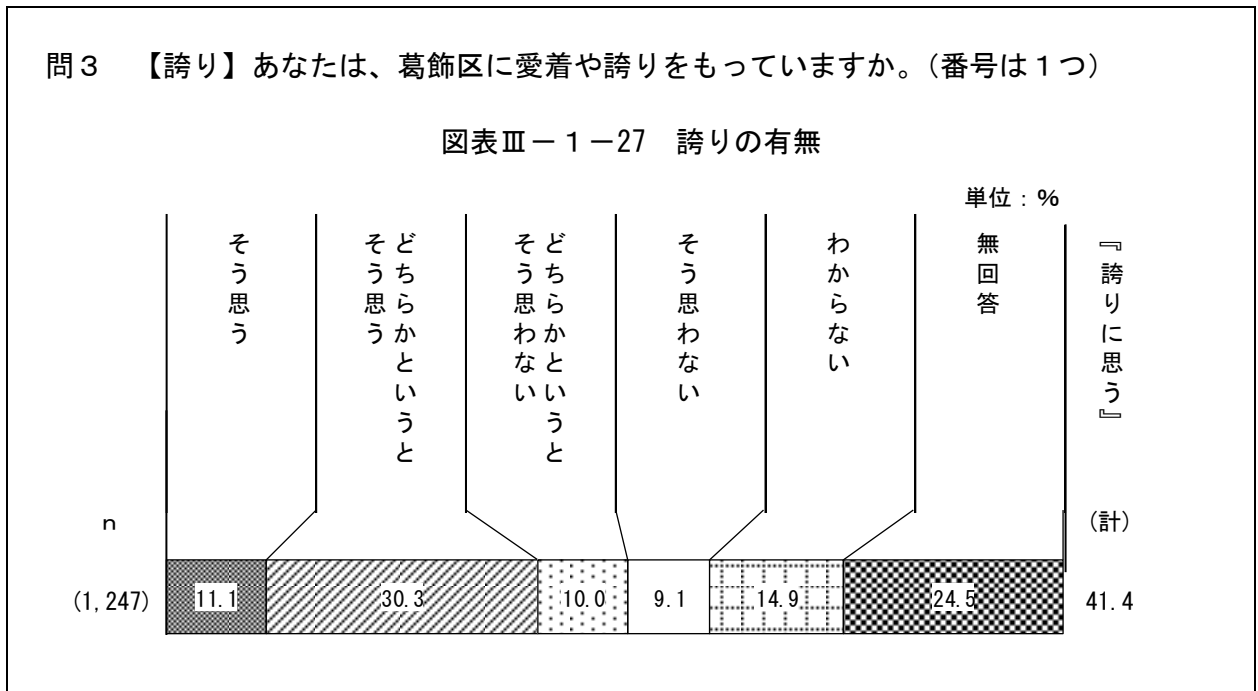 問３　【誇り】あなたは、葛飾区に愛着や誇りをもっていますか。（番号は１つ）
図表Ⅲ－１－27　誇りの有無
単位：％
そう思う
どちらかというと
そう思う
どちらかというと
そう思わない
そう思わない
わからない
無回答
『誇りに思う』
ｎ
(計)
(1,247)
11.1
30.3
10.0
9.1
14.9
24.5
41.4